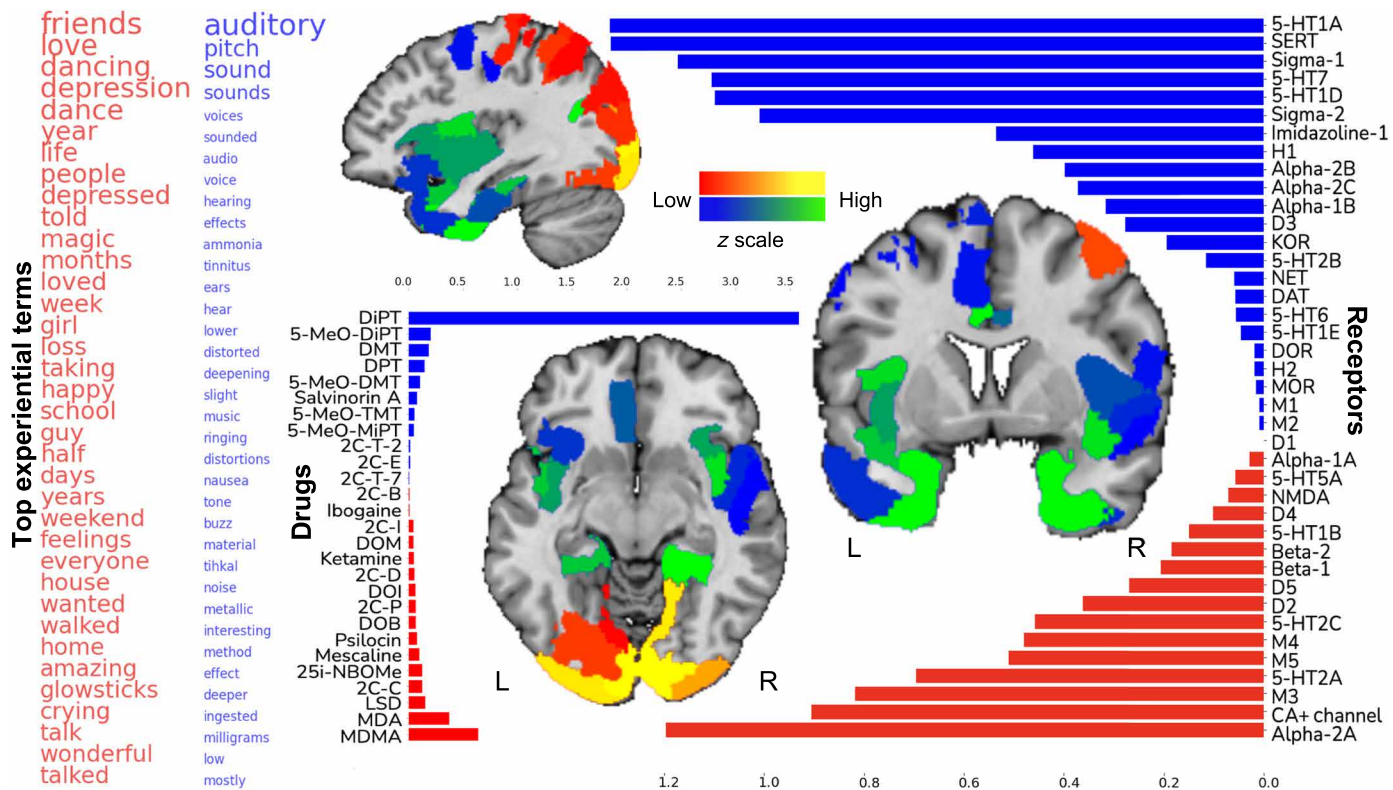 Top experiential terms
friends
love
dancing
depression
dance
year
life
people
depressed
told
magic
months
loved
week
girl
loss
taking
happy
school
guy
half
days
years
weekend
feelings
everyone
house
wanted
walked
home
amazing
glowsticks
crying
talk
wonderful
talked
auditory
pitch
sound
sounds
voices
sounded
audio
voice
hearing
effects
ammonia
tinnitus
ears
hear
lower
distorted
deepening
slight
music
ringing
distortions
nausea
tone
buzz
material
tihkal
noise
metallic
interesting
method
effect
deeper
ingested
milligrams
low
mostly
Low
High
z scale
0.0 0.5 1.0 1.5 2.0 2.5 3.0 3.5
Drugs
DiPT
5-MeO-DiPT
DMT
DPT
5-MeO-DMT
Salvinorin A
5-MeO-TMT
5-MeO-MiPT
2C-T-2
2C-E
2C-T-7
2C-B
Ibogaine
2C-I
DOM
Ketamine
2C-D
DOI
2C-P
DOB
Psilocin
Mescaline
25i-NBOMe
2C-C
LSD
MDA
MDMA
L
R
L
R
5-HT1A
SERT
Sigma-1
5-HT7
5-HT1D
Sigma-2
Imidazoline-1
H1
Alpha-2B
Alpha-2C
Alpha-1B
D3
KOR
5-HT2B
NET
DAT
5-HT6
5-HT1E
DOR
H2
MOR
M1
M2
D1
Alpha-1A
5-HT5A
NMDA
D4
5-HT1B
Beta-2
Beta-1
D5
D2
5-HT2C
M4
M5
5-HT2A
M3
CA+ channel
Alpha-2A
Receptors
1.2 1.0 0.8 0.6 0.4 0.2 0.0